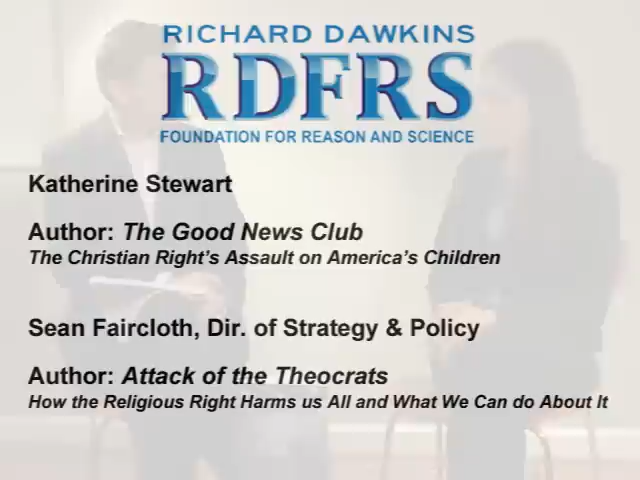 RICHARD DAWKINS
RDFRS
FOUNDATION FOR REASON AND SCIENCE
Katherine Stewart
Author: The Good News Club
The Christian Right's Assault on America's Children
Sean Faircloth, Dir. of Strategy & Policy
Author: Attack of the Theocrats
How the Religious Right Harms us All and What We Can do About It